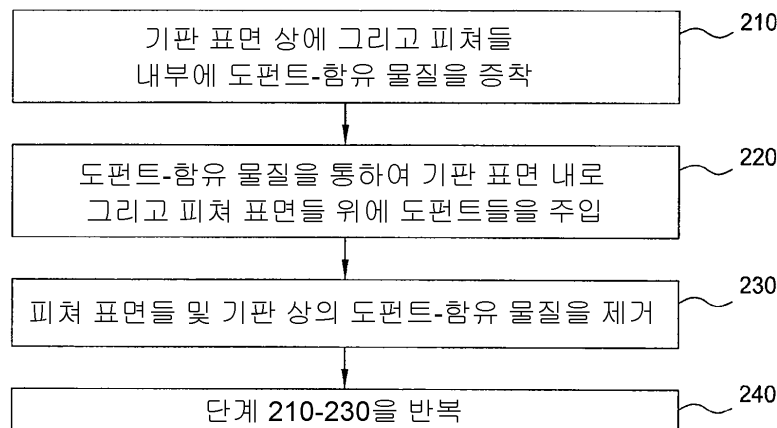 210
기판 표면 상에 그리고 피쳐들
내부에 도펀트-함유 물질을 증착
220
도펀트-함유 물질을 통하여 기판 표면 내로
그리고 피쳐 표면들 위에 도펀트들을 주입
230
피쳐 표면들 및 기판 상의 도펀트-함유 물질을 제거
240
단계 210-230을 반복